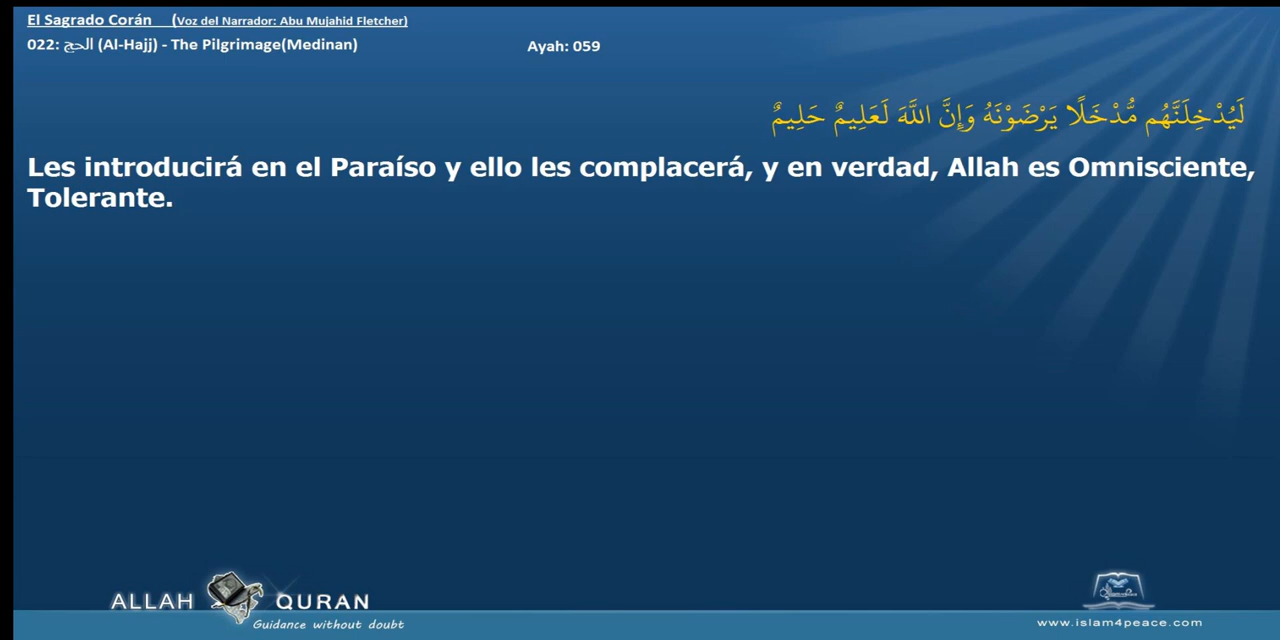 El Sagrado Corán (Voz del Narrador: Abu Mujahid Fletcher)
022: الحج (Al-Hajj) - The Pilgrimage(Medinan) Ayah: 059
لَيُدْخِلَنَّهُم مُّدْخَلًا يَرْضَوْنَهُ وَإِنَّ اللَّهَ لَعَلِيمٌ حَلِيمٌ
Les introducirá en el Paraíso y ello les complacerá, y en verdad, Allah es Omnisciente,
Tolerante.
ALLAH QURAN
Guidance without doubt
www.islam4peace.com